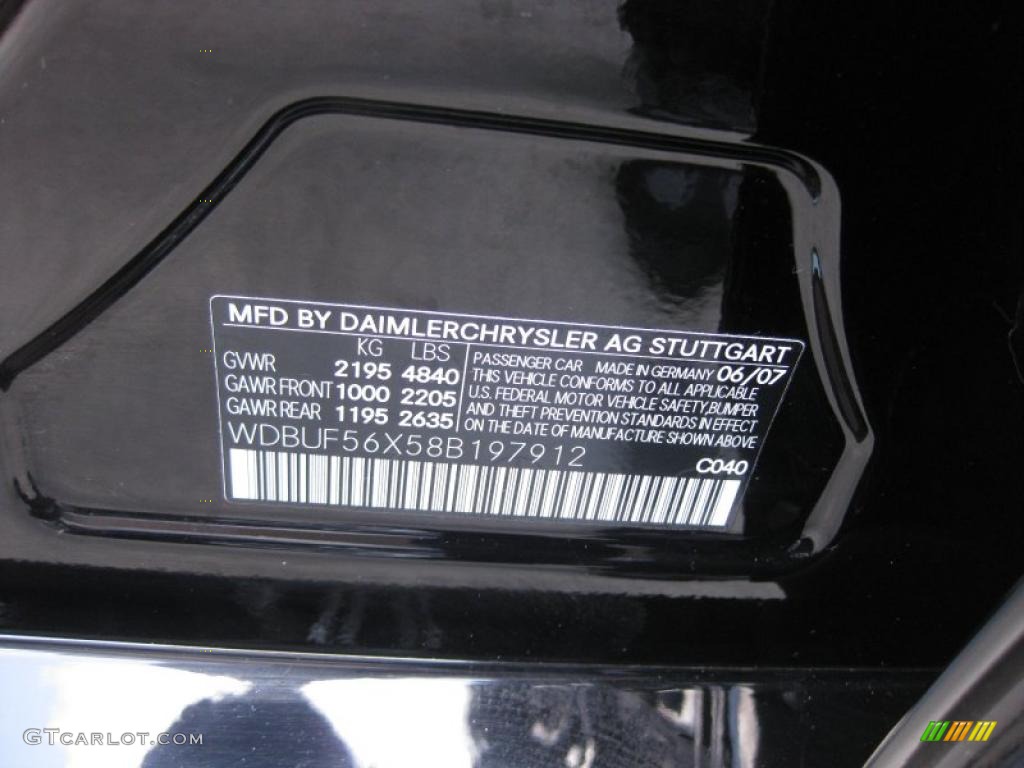 MFD BY DAIMLERCHRYSLER AG STUTTGART
KG LBS
GVWR 2195 4840
GAWR FRONT 1000 2205
GAWR REAR 1195 2635
PASSENGER CAR MADE IN GERMANY 06/07
THIS VEHICLE CONFORMS TO ALL APPLICABLE
U.S. FEDERAL MOTOR VEHICLE SAFETY, BUMPER
AND THEFT PREVENTION STANDARDS IN EFFECT
ON THE DATE OF MANUFACTURE SHOWN ABOVE
WDBUF56X58B197912
C040
GTCARLOT.COM